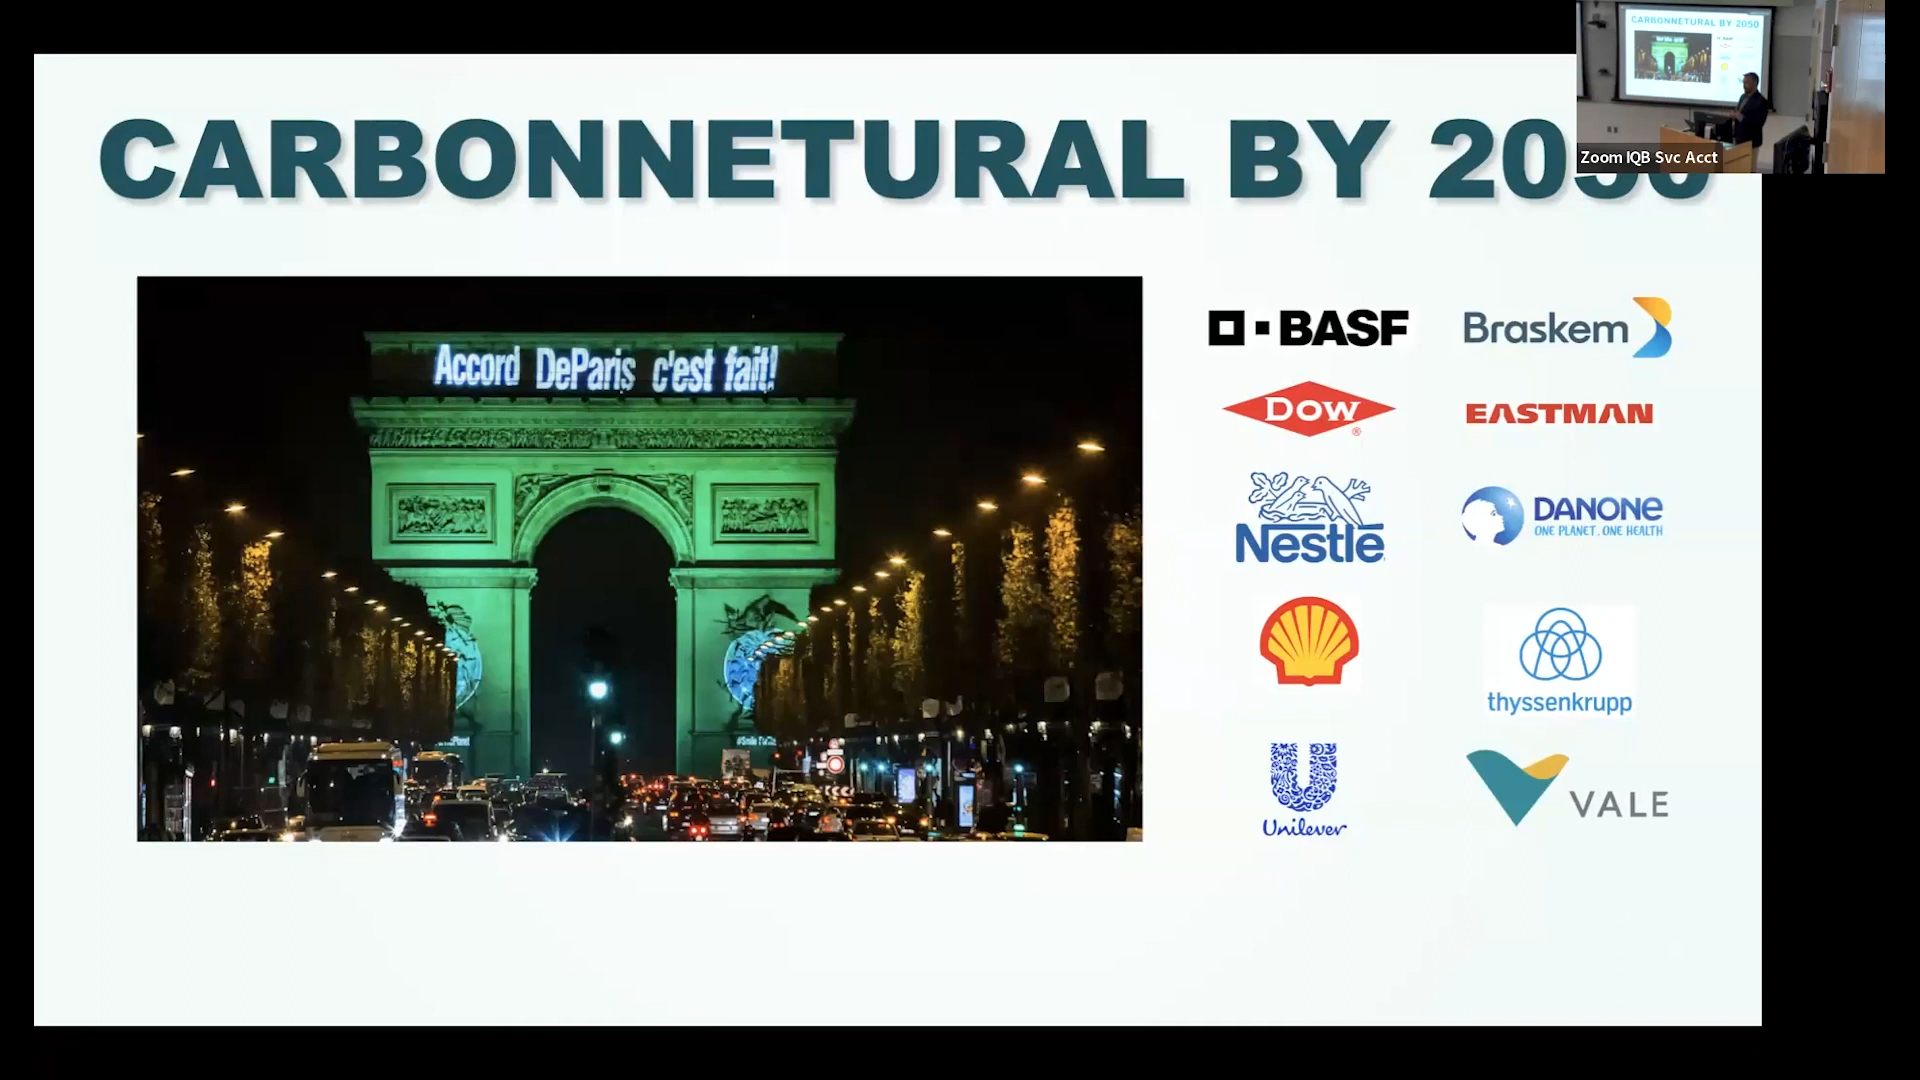 CARBONNETURAL BY 2050
CARBONNETURAL BY 2050
Zoom IQB Svc Acct
Accord DeParis c'est fait!
BASF
Braskem
DOW
®
EASTMAN
Nestlé
DANONE
ONE PLANET. ONE HEALTH
thyssenkrupp
Unilever
VALE